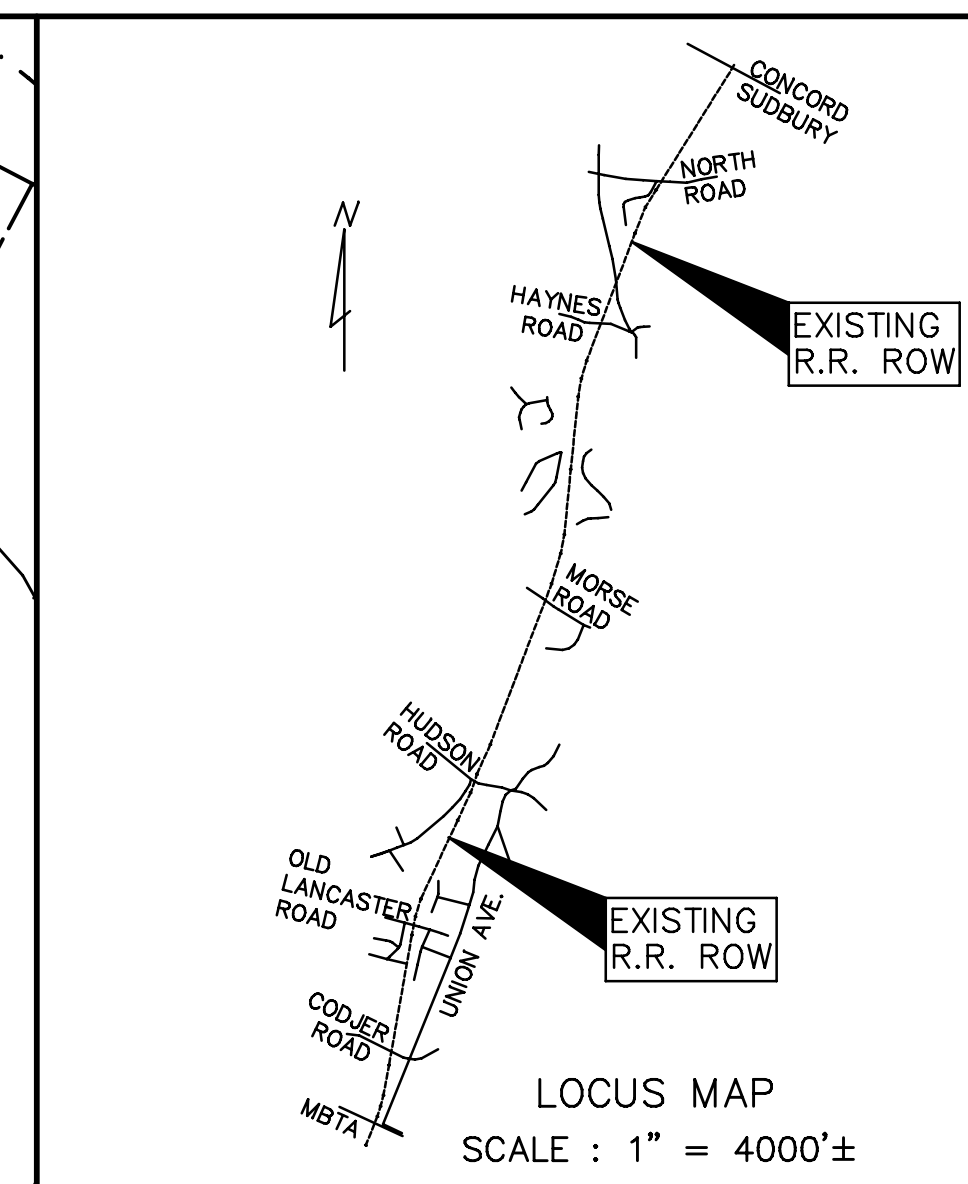 CONCORD
SUDBURY
NORTH
ROAD
N
HAYNES
ROAD
EXISTING
R.R. ROW
MORSE
ROAD
HUDSON
ROAD
OLD
LANCASTER
ROAD
UNION AVE.
EXISTING
R.R. ROW
CODJER
ROAD
MBTA
LOCUS MAP
SCALE : 1" = 4000'±